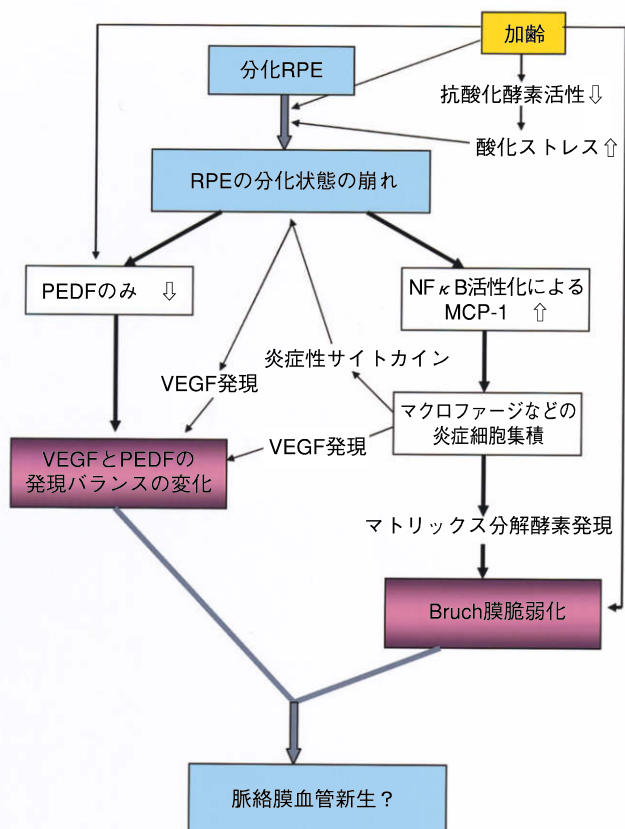 加齢
分化RPE
抗酸化酵素活性⇩
酸化ストレス⇧
RPEの分化状態の崩れ
PEDFのみ ⇩
NFκB活性化による
MCP-1 ⇧
炎症性サイトカイン
VEGF発現
マクロファージなどの
炎症細胞集積
VEGF発現
VEGFとPEDFの
発現バランスの変化
マトリックス分解酵素発現
Bruch膜脆弱化
脈絡膜血管新生？